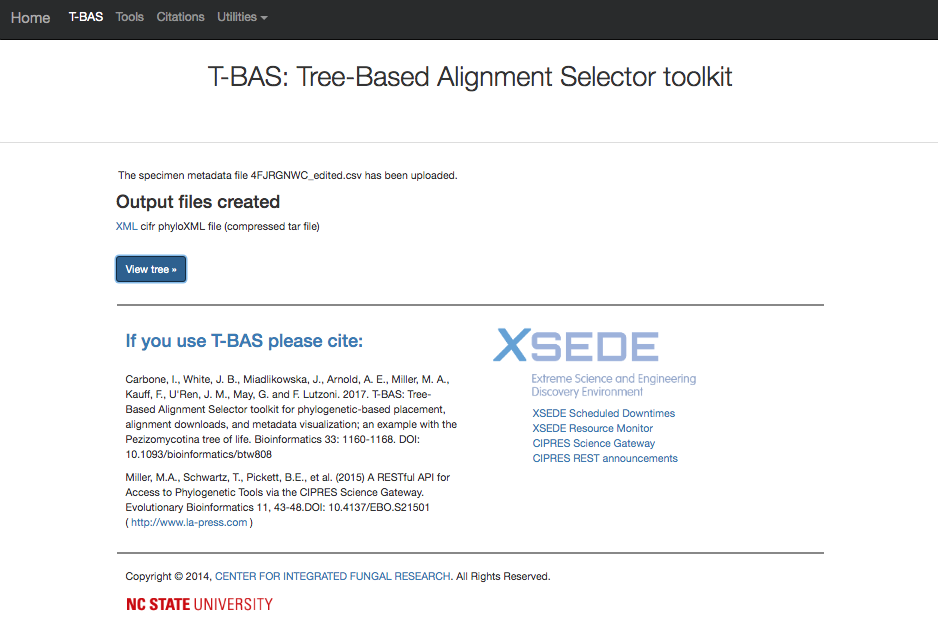 Home T-BAS Tools Citations Utilities
T-BAS: Tree-Based Alignment Selector toolkit
The specimen metadata file 4FJRGNWC_edited.csv has been uploaded.
Output files created
XML cifr phyloXML file (compressed tar file)
View tree »
If you use T-BAS please cite:
Carbone, I., White, J. B., Miadlikowska, J., Arnold, A. E., Miller, M. A.,
Kauff, F., U'Ren, J. M., May, G. and F. Lutzoni. 2017. T-BAS: Tree-
Based Alignment Selector toolkit for phylogenetic-based placement,
alignment downloads, and metadata visualization; an example with the
Pezizomycotina tree of life. Bioinformatics 33: 1160-1168. DOI:
10.1093/bioinformatics/btw808
Miller, M.A., Schwartz, T., Pickett, B.E., et al. (2015) A RESTful API for
Access to Phylogenetic Tools via the CIPRES Science Gateway.
Evolutionary Bioinformatics 11, 43-48.DOI: 10.4137/EBO.S21501
( http://www.la-press.com )
XSEDE
Extreme Science and Engineering
Discovery Environment
XSEDE Scheduled Downtimes
XSEDE Resource Monitor
CIPRES Science Gateway
CIPRES REST announcements
Copyright © 2014, CENTER FOR INTEGRATED FUNGAL RESEARCH. All Rights Reserved.
NC STATE UNIVERSITY